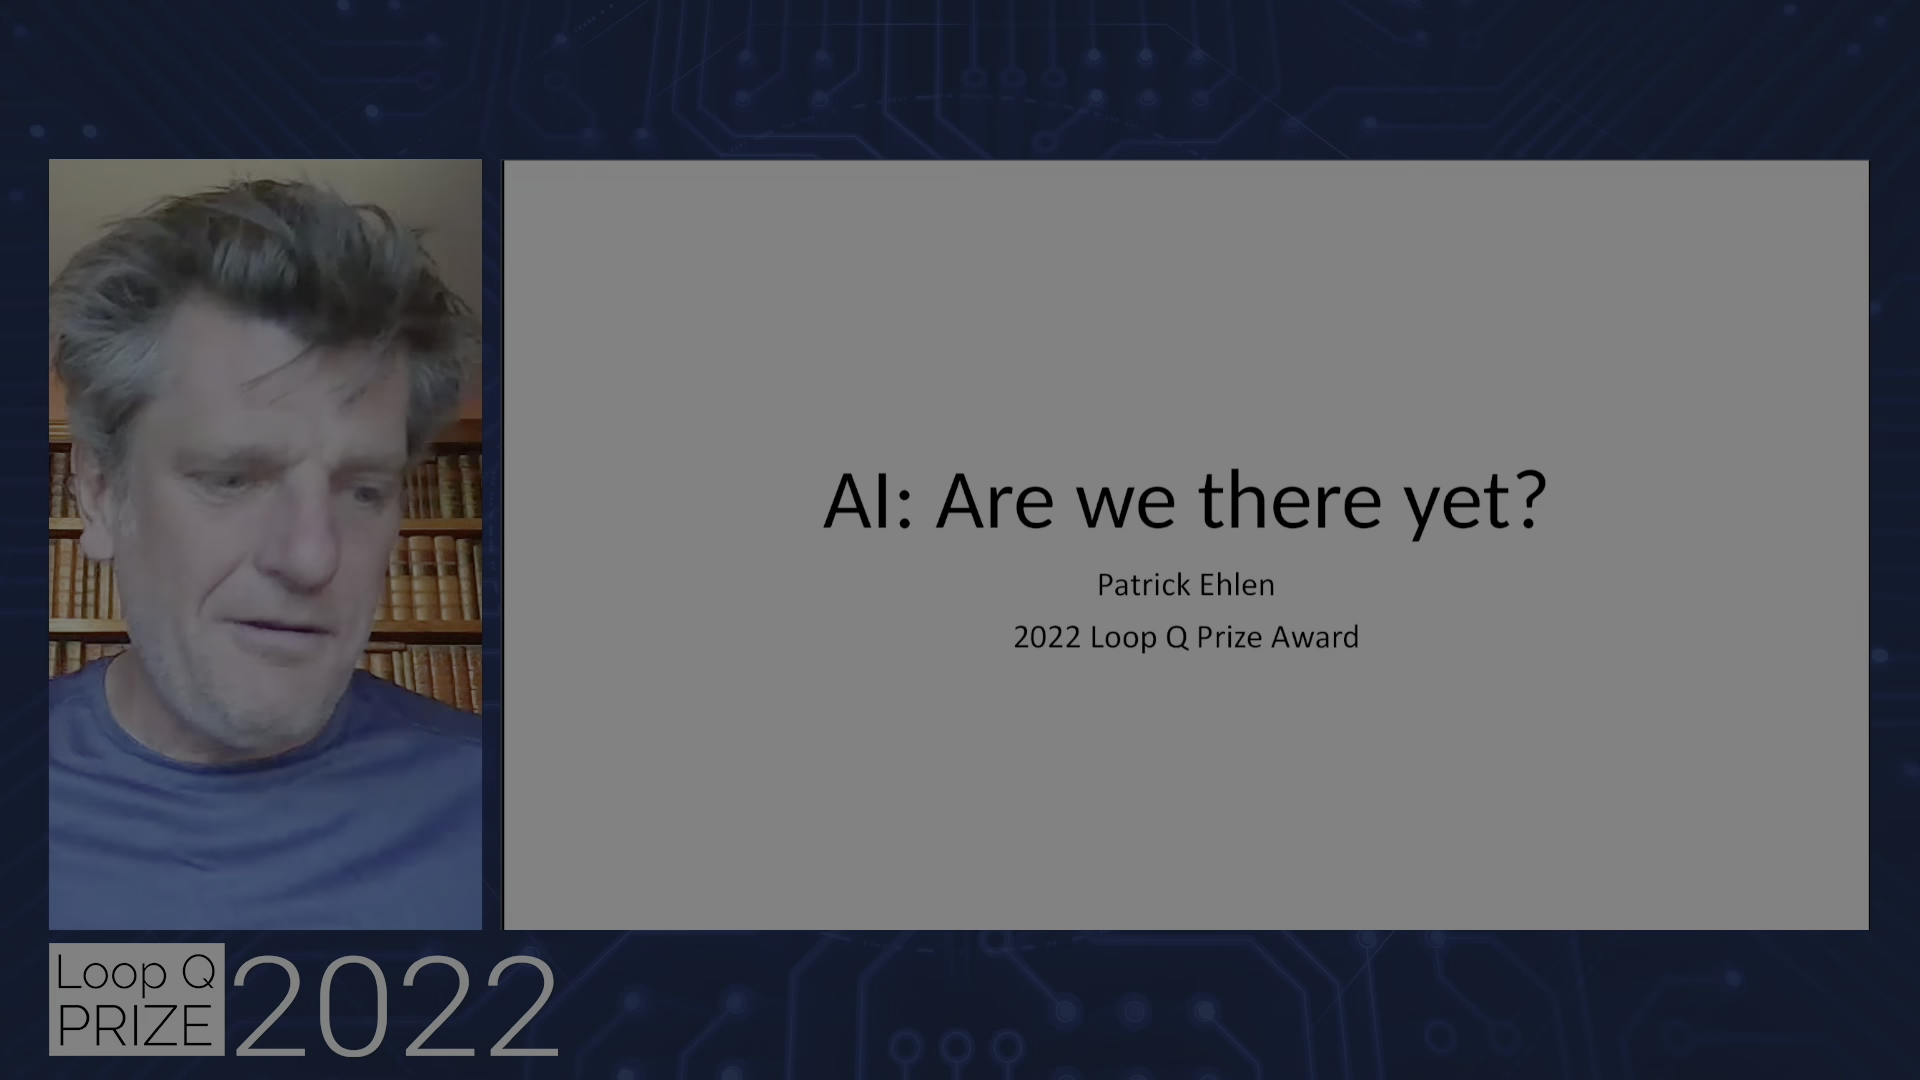 AI: Are we there yet?
Patrick Ehlen
2022 Loop Q Prize Award
Loop Q
PRIZE 2022